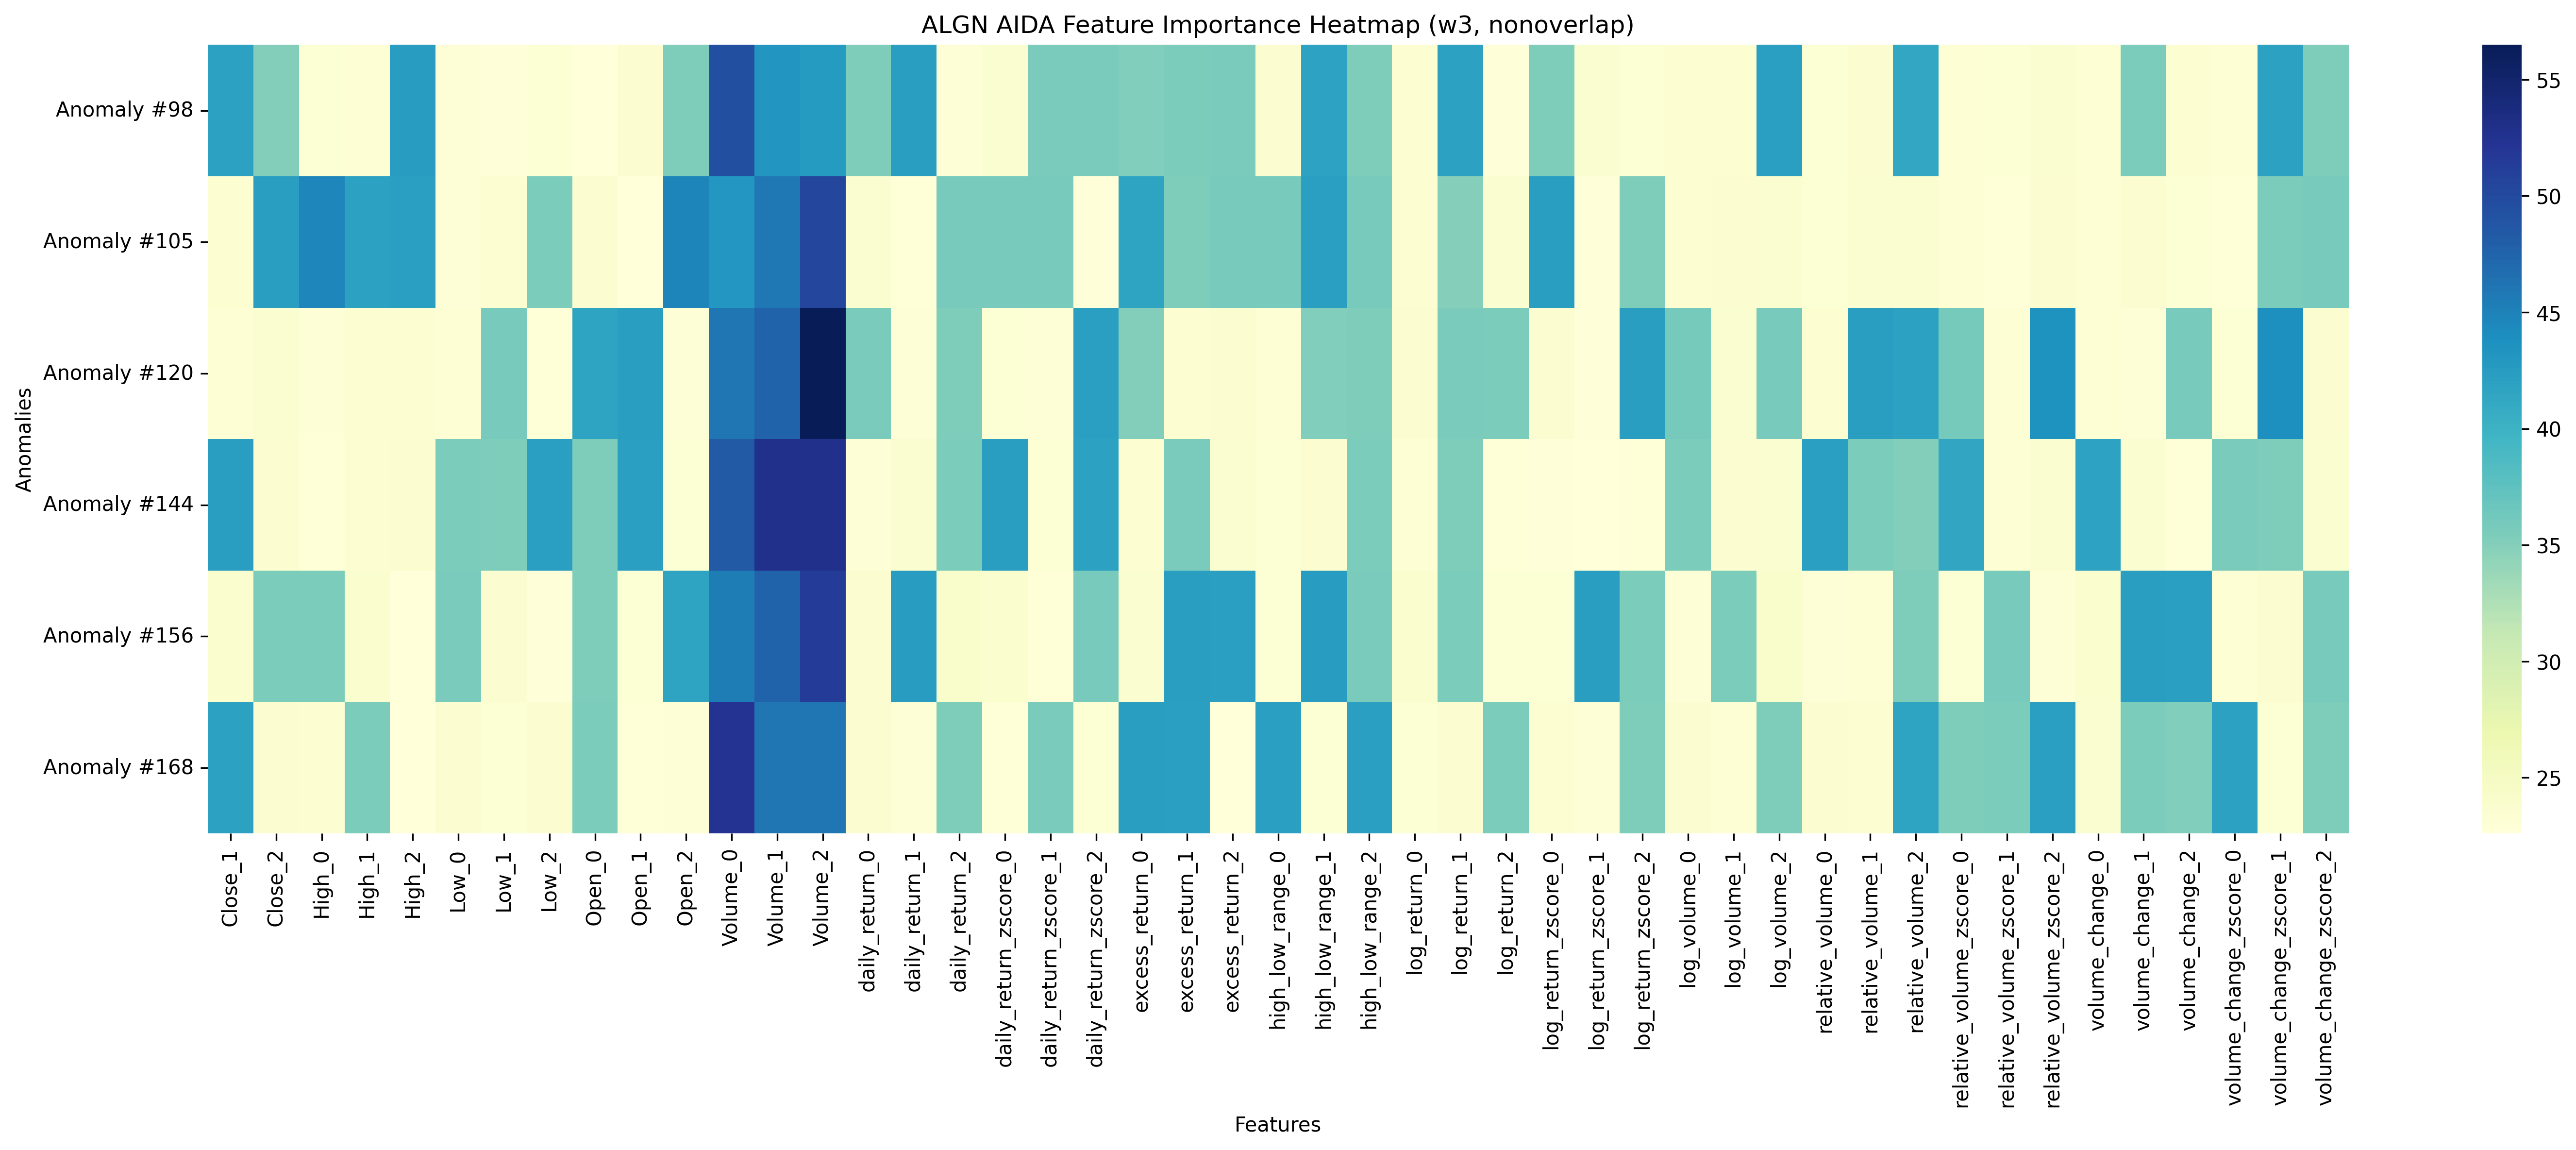 ALGN AIDA Feature Importance Heatmap (w3, nonoverlap)
Anomalies
Anomaly #98
Anomaly #105
Anomaly #120
Anomaly #144
Anomaly #156
Anomaly #168
55
50
45
40
35
30
25
Close_1
Close_2
High_0
High_1
High_2
Low_0
Low_1
Low_2
Open_0
Open_1
Open_2
Volume_0
Volume_1
Volume_2
daily_return_0
daily_return_1
daily_return_2
daily_return_zscore_0
daily_return_zscore_1
daily_return_zscore_2
excess_return_0
excess_return_1
excess_return_2
high_low_range_0
high_low_range_1
high_low_range_2
log_return_0
log_return_1
log_return_2
log_return_zscore_0
log_return_zscore_1
log_return_zscore_2
log_volume_0
log_volume_1
log_volume_2
relative_volume_0
relative_volume_1
relative_volume_2
relative_volume_zscore_0
relative_volume_zscore_1
relative_volume_zscore_2
volume_change_0
volume_change_1
volume_change_2
volume_change_zscore_0
volume_change_zscore_1
volume_change_zscore_2
Features